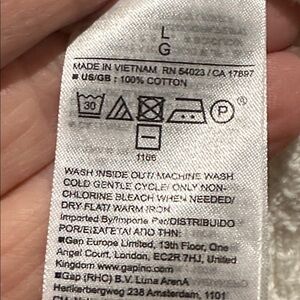 L
G
MADE IN VIETNAM RN 54023 / CA 17897
■ US/GB : 100% COTTON
30 P
1106
WASH INSIDE OUT/ MACHINE WASH
COLD GENTLE CYCLE/ ONLY NON-
CHLORINE BLEACH WHEN NEEDED/
DRY FLAT/ WARM IRON
Imported By/Importé Par/DISTRIBUIDO
POR/ΕΙΣΑΓΕΤΑΙ ΑΠΟ ΤΗΝ:
■Gap Europe Limited, 13th Floor, One
Angel Court, London, EC2R 7HJ, United
Kingdom www.gapinc.com
■Gap (RHC) B.V. Luna ArenA
Herikerbergweg 238 Amsterdam, 1101